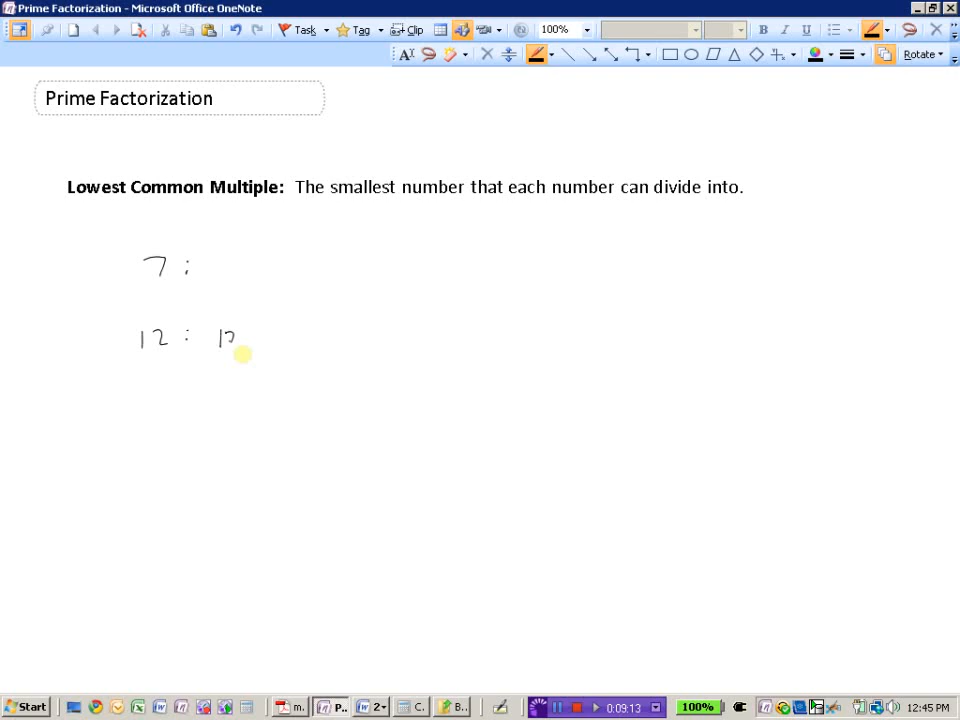 Prime Factorization - Microsoft Office OneNote
Task Tag Clip 100% B I U
A Rotate
Prime Factorization
Lowest Common Multiple: The smallest number that each number can divide into.
7 :
12 : 12
Start m. P.. 2 C. B.. 0:09:13 100% 12:45 PM